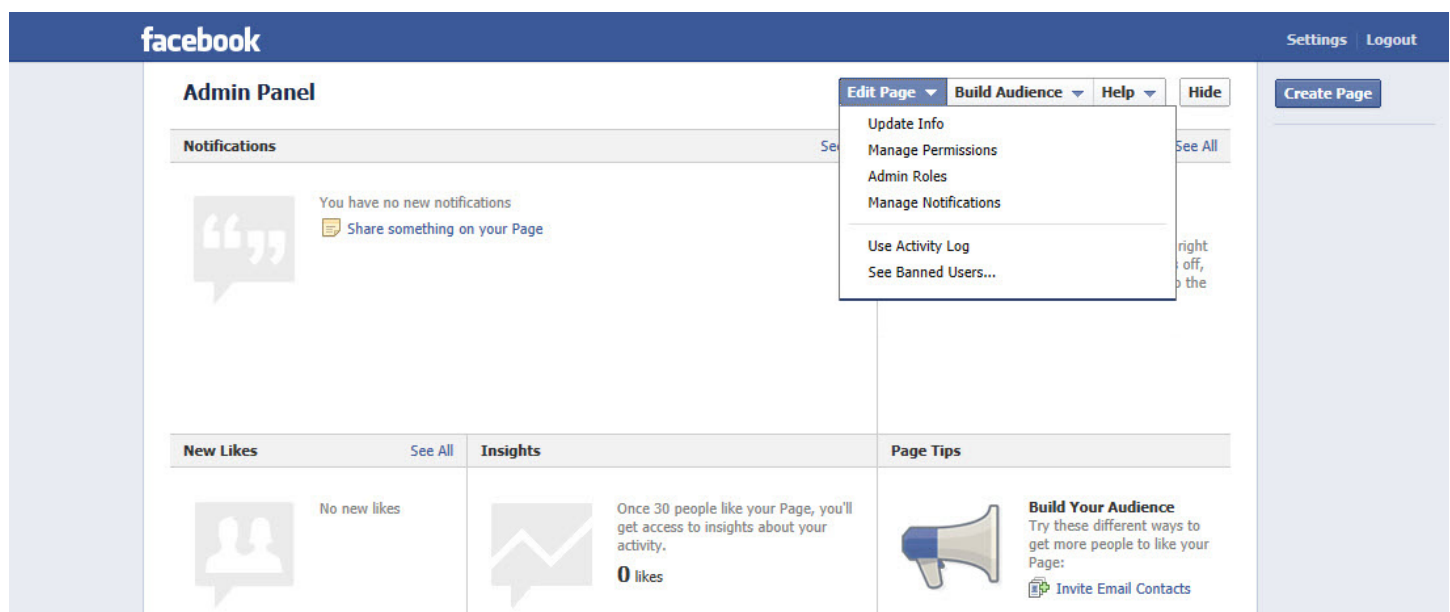 facebook
Settings
Logout
Admin Panel
Edit Page
Build Audience
Help
Hide
Create Page
Update Info
Manage Permissions
Admin Roles
Manage Notifications
Use Activity Log
See Banned Users...
Notifications
See All
You have no new notifications
Share something on your Page
right
off,
the
New Likes
See All
Insights
Page Tips
No new likes
Once 30 people like your Page, you'll
get access to insights about your
activity.
0 likes
Build Your Audience
Try these different ways to
get more people to like your
Page:
Invite Email Contacts